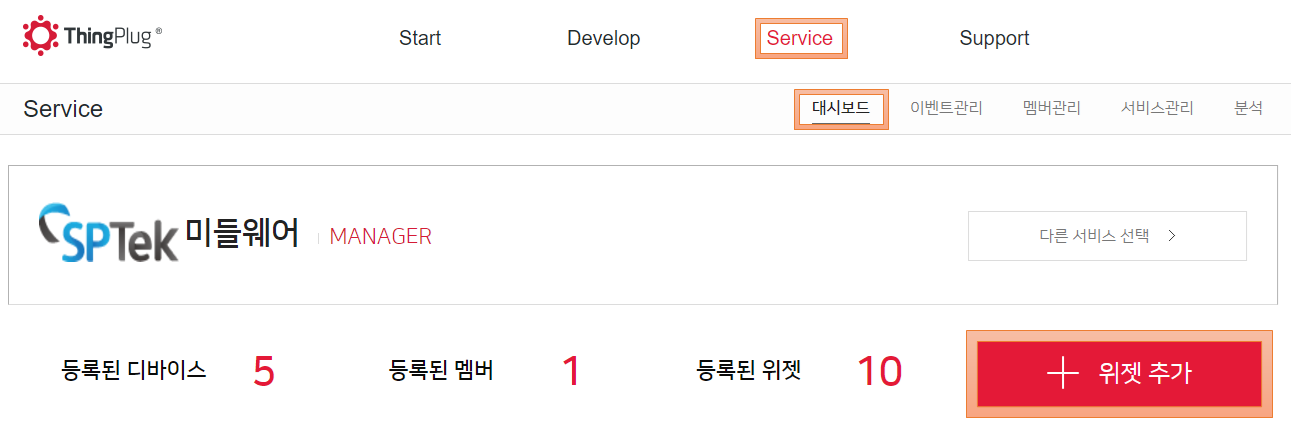 ThingPlug ®
Start Develop Service Support
Service 대시보드 이벤트관리 멤버관리 서비스관리 분석
SPTek 미들웨어 MANAGER 다른 서비스 선택 >
등록된 디바이스 5 등록된 멤버 1 등록된 위젯 10 + 위젯 추가